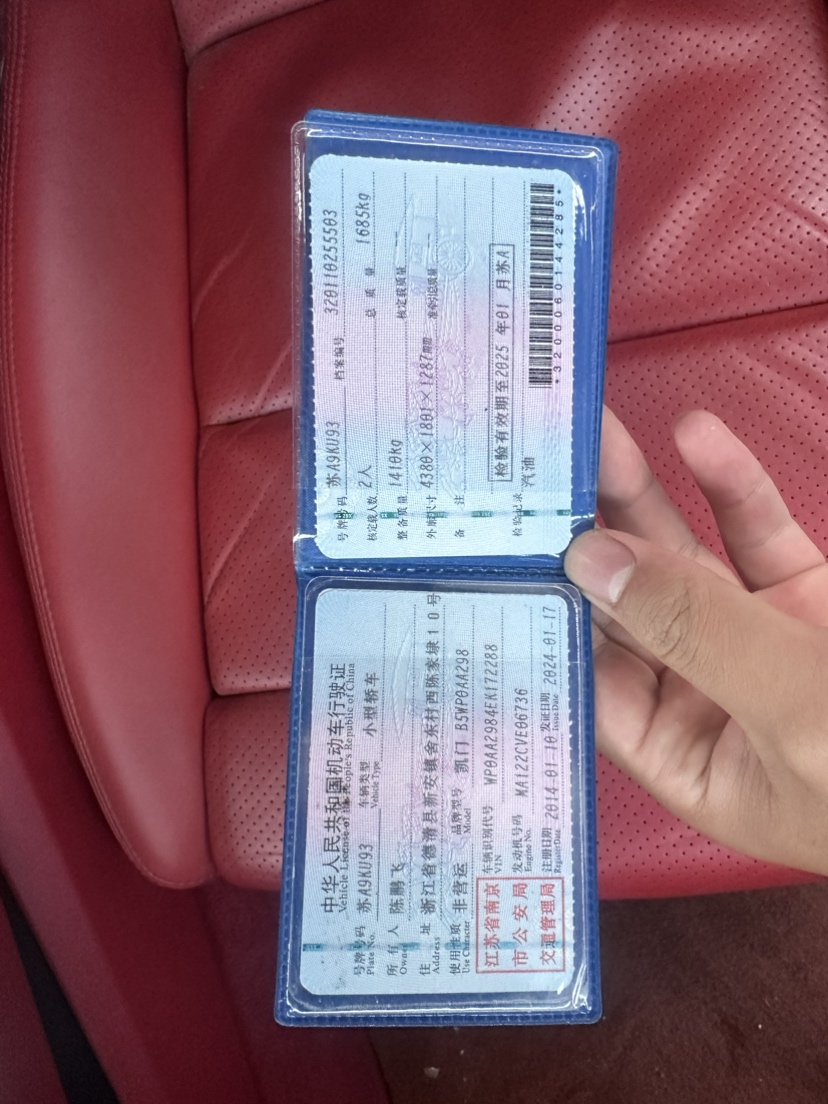 中华人民共和国机动车行驶证
Vehicle License of the People's Republic of China
号牌号码 苏A9KU93 车辆类型 小型轿车
Plate No. Vehicle Type
所有人 陈鹏飞
Owner
住址 浙江省德清县新安镇舍东村西陈家埭10号
Address
使用性质 非营运 品牌型号 凯门 B5WP0AA298
Use Character Model
江苏省南京市公安局交通管理局
车辆识别代号 WP0AA2984EK172288
VIN
发动机号码 MA122CVE06736
Engine No.
注册日期 2014-01-10 发证日期 2024-01-17
Register Date Issue Date
号牌号码 苏A9KU93 档案编号 320110255503
核定载人数 2人 总质量 1685kg
整备质量 1410kg 核定载质量 --
外廓尺寸 4380×1801×1287mm 准牵引总质量
备注
检验有效期至2025年01月苏A
检验记录 汽油
*3200060144285*